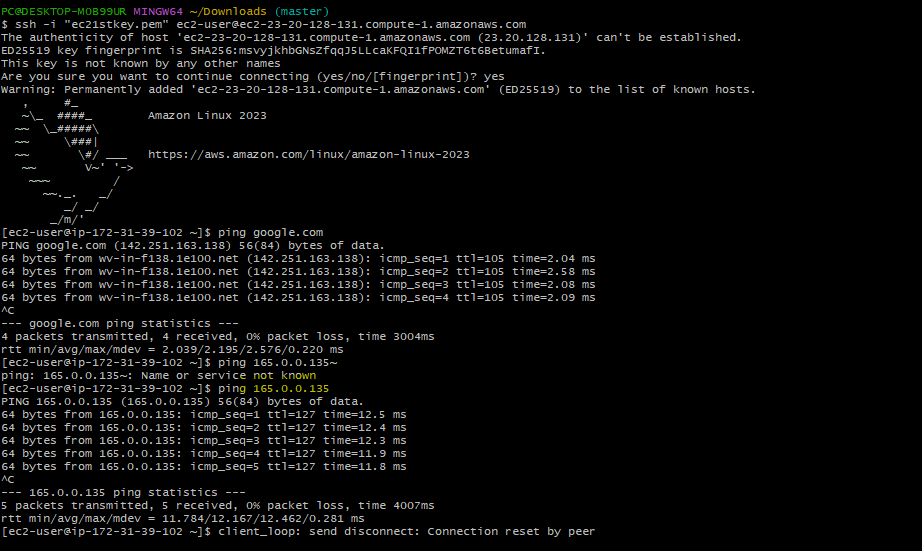 PC@DESKTOP-M0B99UR MINGW64 ~/Downloads (master)
$ ssh -i "ec21stkey.pem" ec2-user@ec2-23-20-128-131.compute-1.amazonaws.com
The authenticity of host 'ec2-23-20-128-131.compute-1.amazonaws.com (23.20.128.131)' can't be established.
ED25519 key fingerprint is SHA256:msvyjkhbGNsZfqqJ5LLcaKFQI1fPOMZT6t6BetumafI.
This key is not known by any other names
Are you sure you want to continue connecting (yes/no/[fingerprint])? yes
Warning: Permanently added 'ec2-23-20-128-131.compute-1.amazonaws.com' (ED25519) to the list of known hosts.
   ,     #_
   ~\_  ####_        Amazon Linux 2023
  ~~  \_#####\
  ~~     \###|
  ~~       \#/ ___   https://aws.amazon.com/linux/amazon-linux-2023
   ~~       V~' '->
    ~~~         /
      ~~._.   _/
         _/ _/
       _/m/'
[ec2-user@ip-172-31-39-102 ~]$ ping google.com
PING google.com (142.251.163.138) 56(84) bytes of data.
64 bytes from wv-in-f138.1e100.net (142.251.163.138): icmp_seq=1 ttl=105 time=2.04 ms
64 bytes from wv-in-f138.1e100.net (142.251.163.138): icmp_seq=2 ttl=105 time=2.58 ms
64 bytes from wv-in-f138.1e100.net (142.251.163.138): icmp_seq=3 ttl=105 time=2.08 ms
64 bytes from wv-in-f138.1e100.net (142.251.163.138): icmp_seq=4 ttl=105 time=2.09 ms
^C
--- google.com ping statistics ---
4 packets transmitted, 4 received, 0% packet loss, time 3004ms
rtt min/avg/max/mdev = 2.039/2.195/2.576/0.220 ms
[ec2-user@ip-172-31-39-102 ~]$ ping 165.0.0.135~
ping: 165.0.0.135~: Name or service not known
[ec2-user@ip-172-31-39-102 ~]$ ping 165.0.0.135
PING 165.0.0.135 (165.0.0.135) 56(84) bytes of data.
64 bytes from 165.0.0.135: icmp_seq=1 ttl=127 time=12.5 ms
64 bytes from 165.0.0.135: icmp_seq=2 ttl=127 time=12.4 ms
64 bytes from 165.0.0.135: icmp_seq=3 ttl=127 time=12.3 ms
64 bytes from 165.0.0.135: icmp_seq=4 ttl=127 time=11.9 ms
64 bytes from 165.0.0.135: icmp_seq=5 ttl=127 time=11.8 ms
^C
--- 165.0.0.135 ping statistics ---
5 packets transmitted, 5 received, 0% packet loss, time 4007ms
rtt min/avg/max/mdev = 11.784/12.167/12.462/0.281 ms
[ec2-user@ip-172-31-39-102 ~]$ client_loop: send disconnect: Connection reset by peer